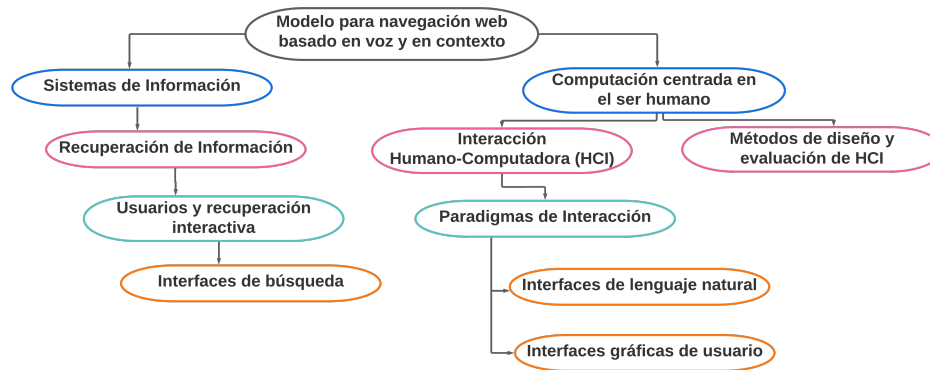 Modelo para navegación web
basado en voz y en contexto
Sistemas de Información
Computación centrada en
el ser humano
Recuperación de Información
Interacción
Humano-Computadora (HCI)
Métodos de diseño y
evaluación de HCI
Usuarios y recuperación
interactiva
Paradigmas de Interacción
Interfaces de búsqueda
Interfaces de lenguaje natural
Interfaces gráficas de usuario